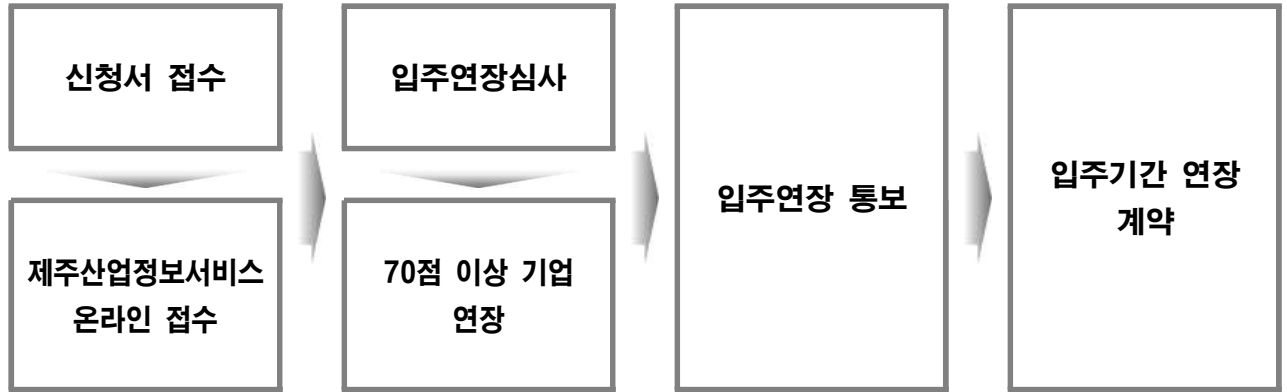 신청서 접수
제주산업정보서비스
온라인 접수
입주연장심사
70점 이상 기업
연장
입주연장 통보
입주기간 연장
계약